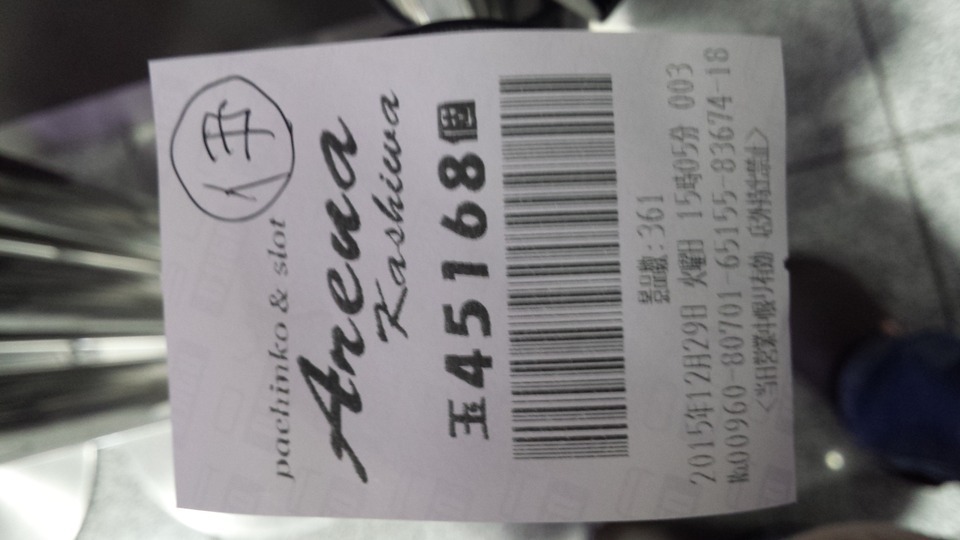 pachinko & slot
Arena
Kashiwa
玉45168個
景品数:361
2015年12月29日 火曜日 15時05分 003
№00960-80701-65155-83674-18
<当日営業中限り有効 店外持出禁止>